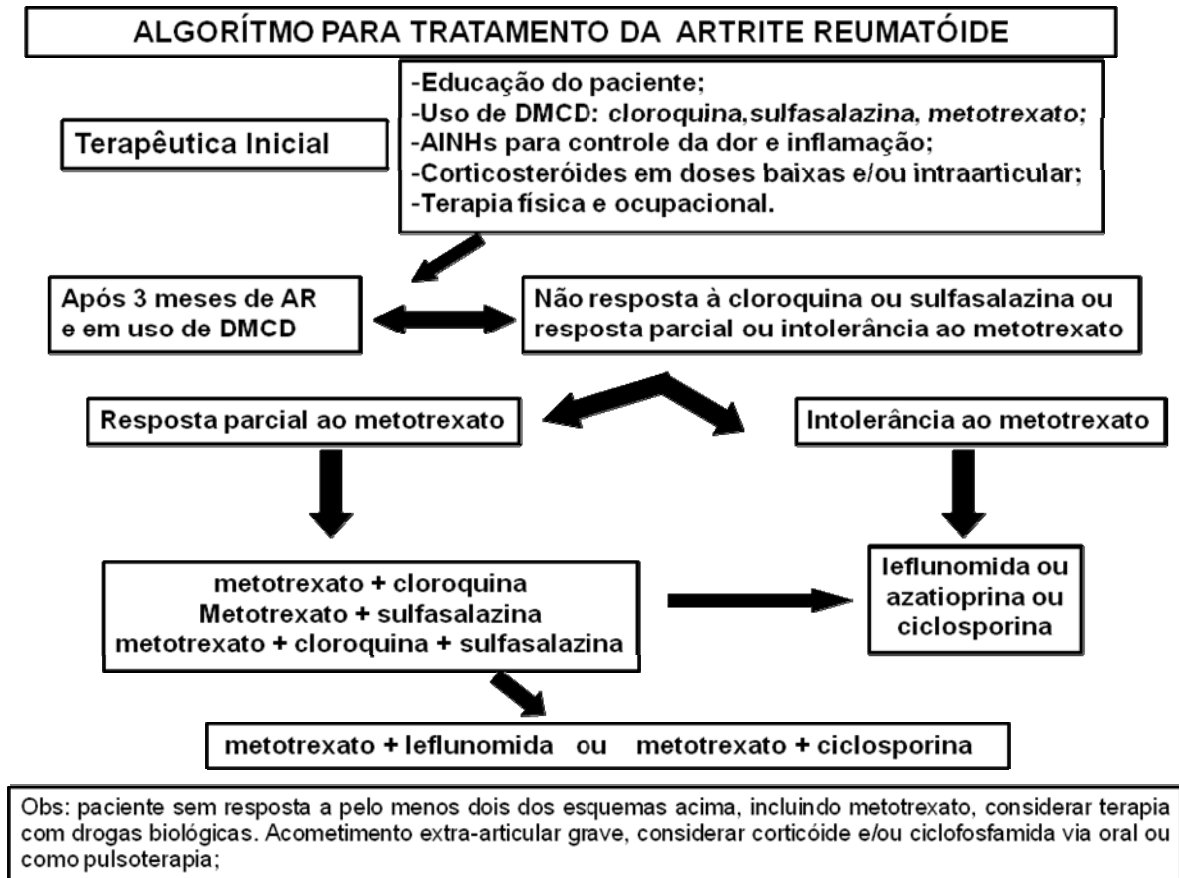 ALGORÍTMO PARA TRATAMENTO DA ARTRITE REUMATÓIDE
Terapêutica Inicial
-Educação do paciente;
-Uso de DMCD: cloroquina,sulfasalazina, metotrexato;
-AINHs para controle da dor e inflamação;
-Corticosteróides em doses baixas e/ou intraarticular;
-Terapia física e ocupacional.
Após 3 meses de AR
e em uso de DMCD
Não resposta à cloroquina ou sulfasalazina ou
resposta parcial ou intolerância ao metotrexato
Resposta parcial ao metotrexato
Intolerância ao metotrexato
metotrexato + cloroquina
Metotrexato + sulfasalazina
metotrexato + cloroquina + sulfasalazina
leflunomida ou
azatioprina ou
ciclosporina
metotrexato + leflunomida ou metotrexato + ciclosporina
Obs: paciente sem resposta a pelo menos dois dos esquemas acima, incluindo metotrexato, considerar terapia
com drogas biológicas. Acometimento extra-articular grave, considerar corticóide e/ou ciclofosfamida via oral ou
como pulsoterapia;